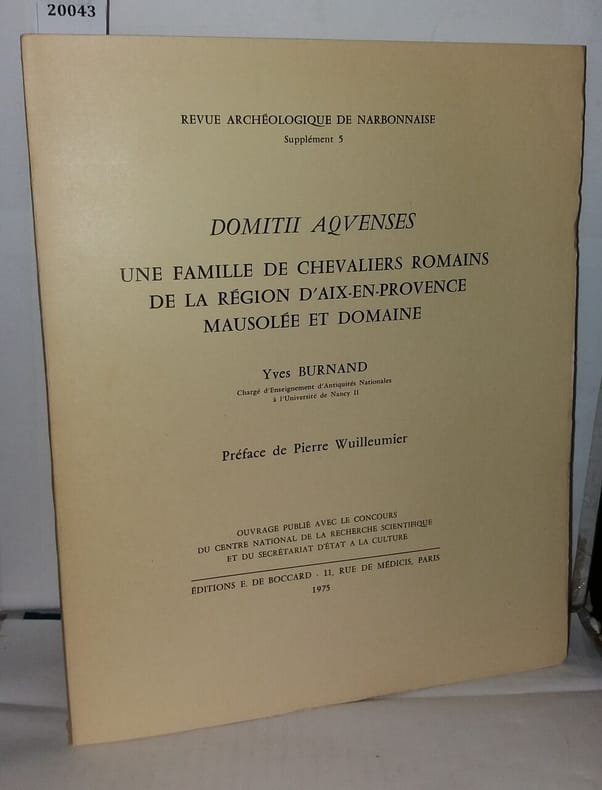 20043
REVUE ARCHÉOLOGIQUE DE NARBONNAISE
Supplément 5
DOMITII AQVENSES
UNE FAMILLE DE CHEVALIERS ROMAINS
DE LA RÉGION D'AIX-EN-PROVENCE
MAUSOLÉE ET DOMAINE
Yves BURNAND
Chargé d'Enseignement d'Antiquités Nationales
à l'Université de Nancy II
Préface de Pierre Wuilleumier
OUVRAGE PUBLIÉ AVEC LE CONCOURS
DU CENTRE NATIONAL DE LA RECHERCHE SCIENTIFIQUE
ET DU SECRÉTARIAT D'ÉTAT A LA CULTURE
ÉDITIONS E. DE BOCCARD - 11, RUE DE MÉDICIS, PARIS
1975